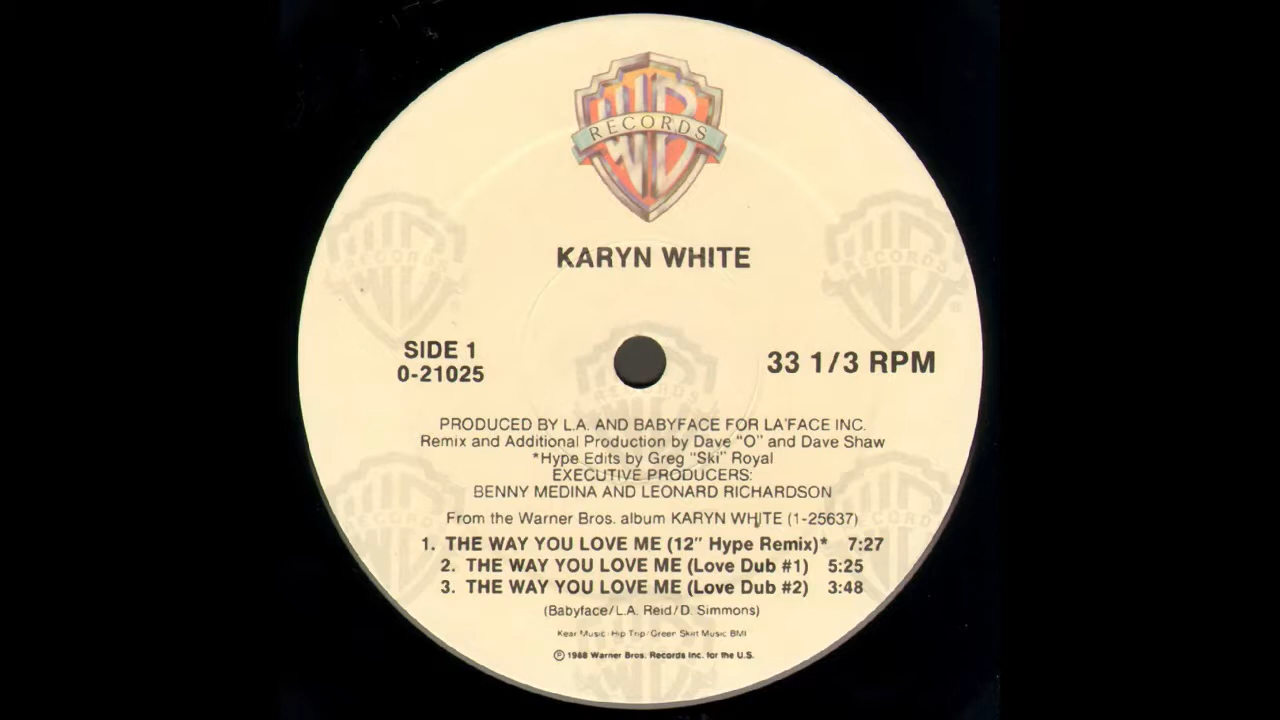 RECORDS
KARYN WHITE
SIDE 1
0-21025
33 1/3 RPM
PRODUCED BY L.A. AND BABYFACE FOR LA'FACE INC.
Remix and Additional Production by Dave "O" and Dave Shaw
*Hype Edits by Greg "Ski" Royal
EXECUTIVE PRODUCERS:
BENNY MEDINA AND LEONARD RICHARDSON
From the Warner Bros. album KARYN WHITE (1-25637)
1. THE WAY YOU LOVE ME (12" Hype Remix)* 7:27
2. THE WAY YOU LOVE ME (Love Dub #1) 5:25
3. THE WAY YOU LOVE ME (Love Dub #2) 3:48
(Babyface/L.A. Reid/D. Simmons)
Kear Music/Hip Trip/Green Skirt Music BMI
Ⓟ 1988 Warner Bros. Records Inc. for the U.S.